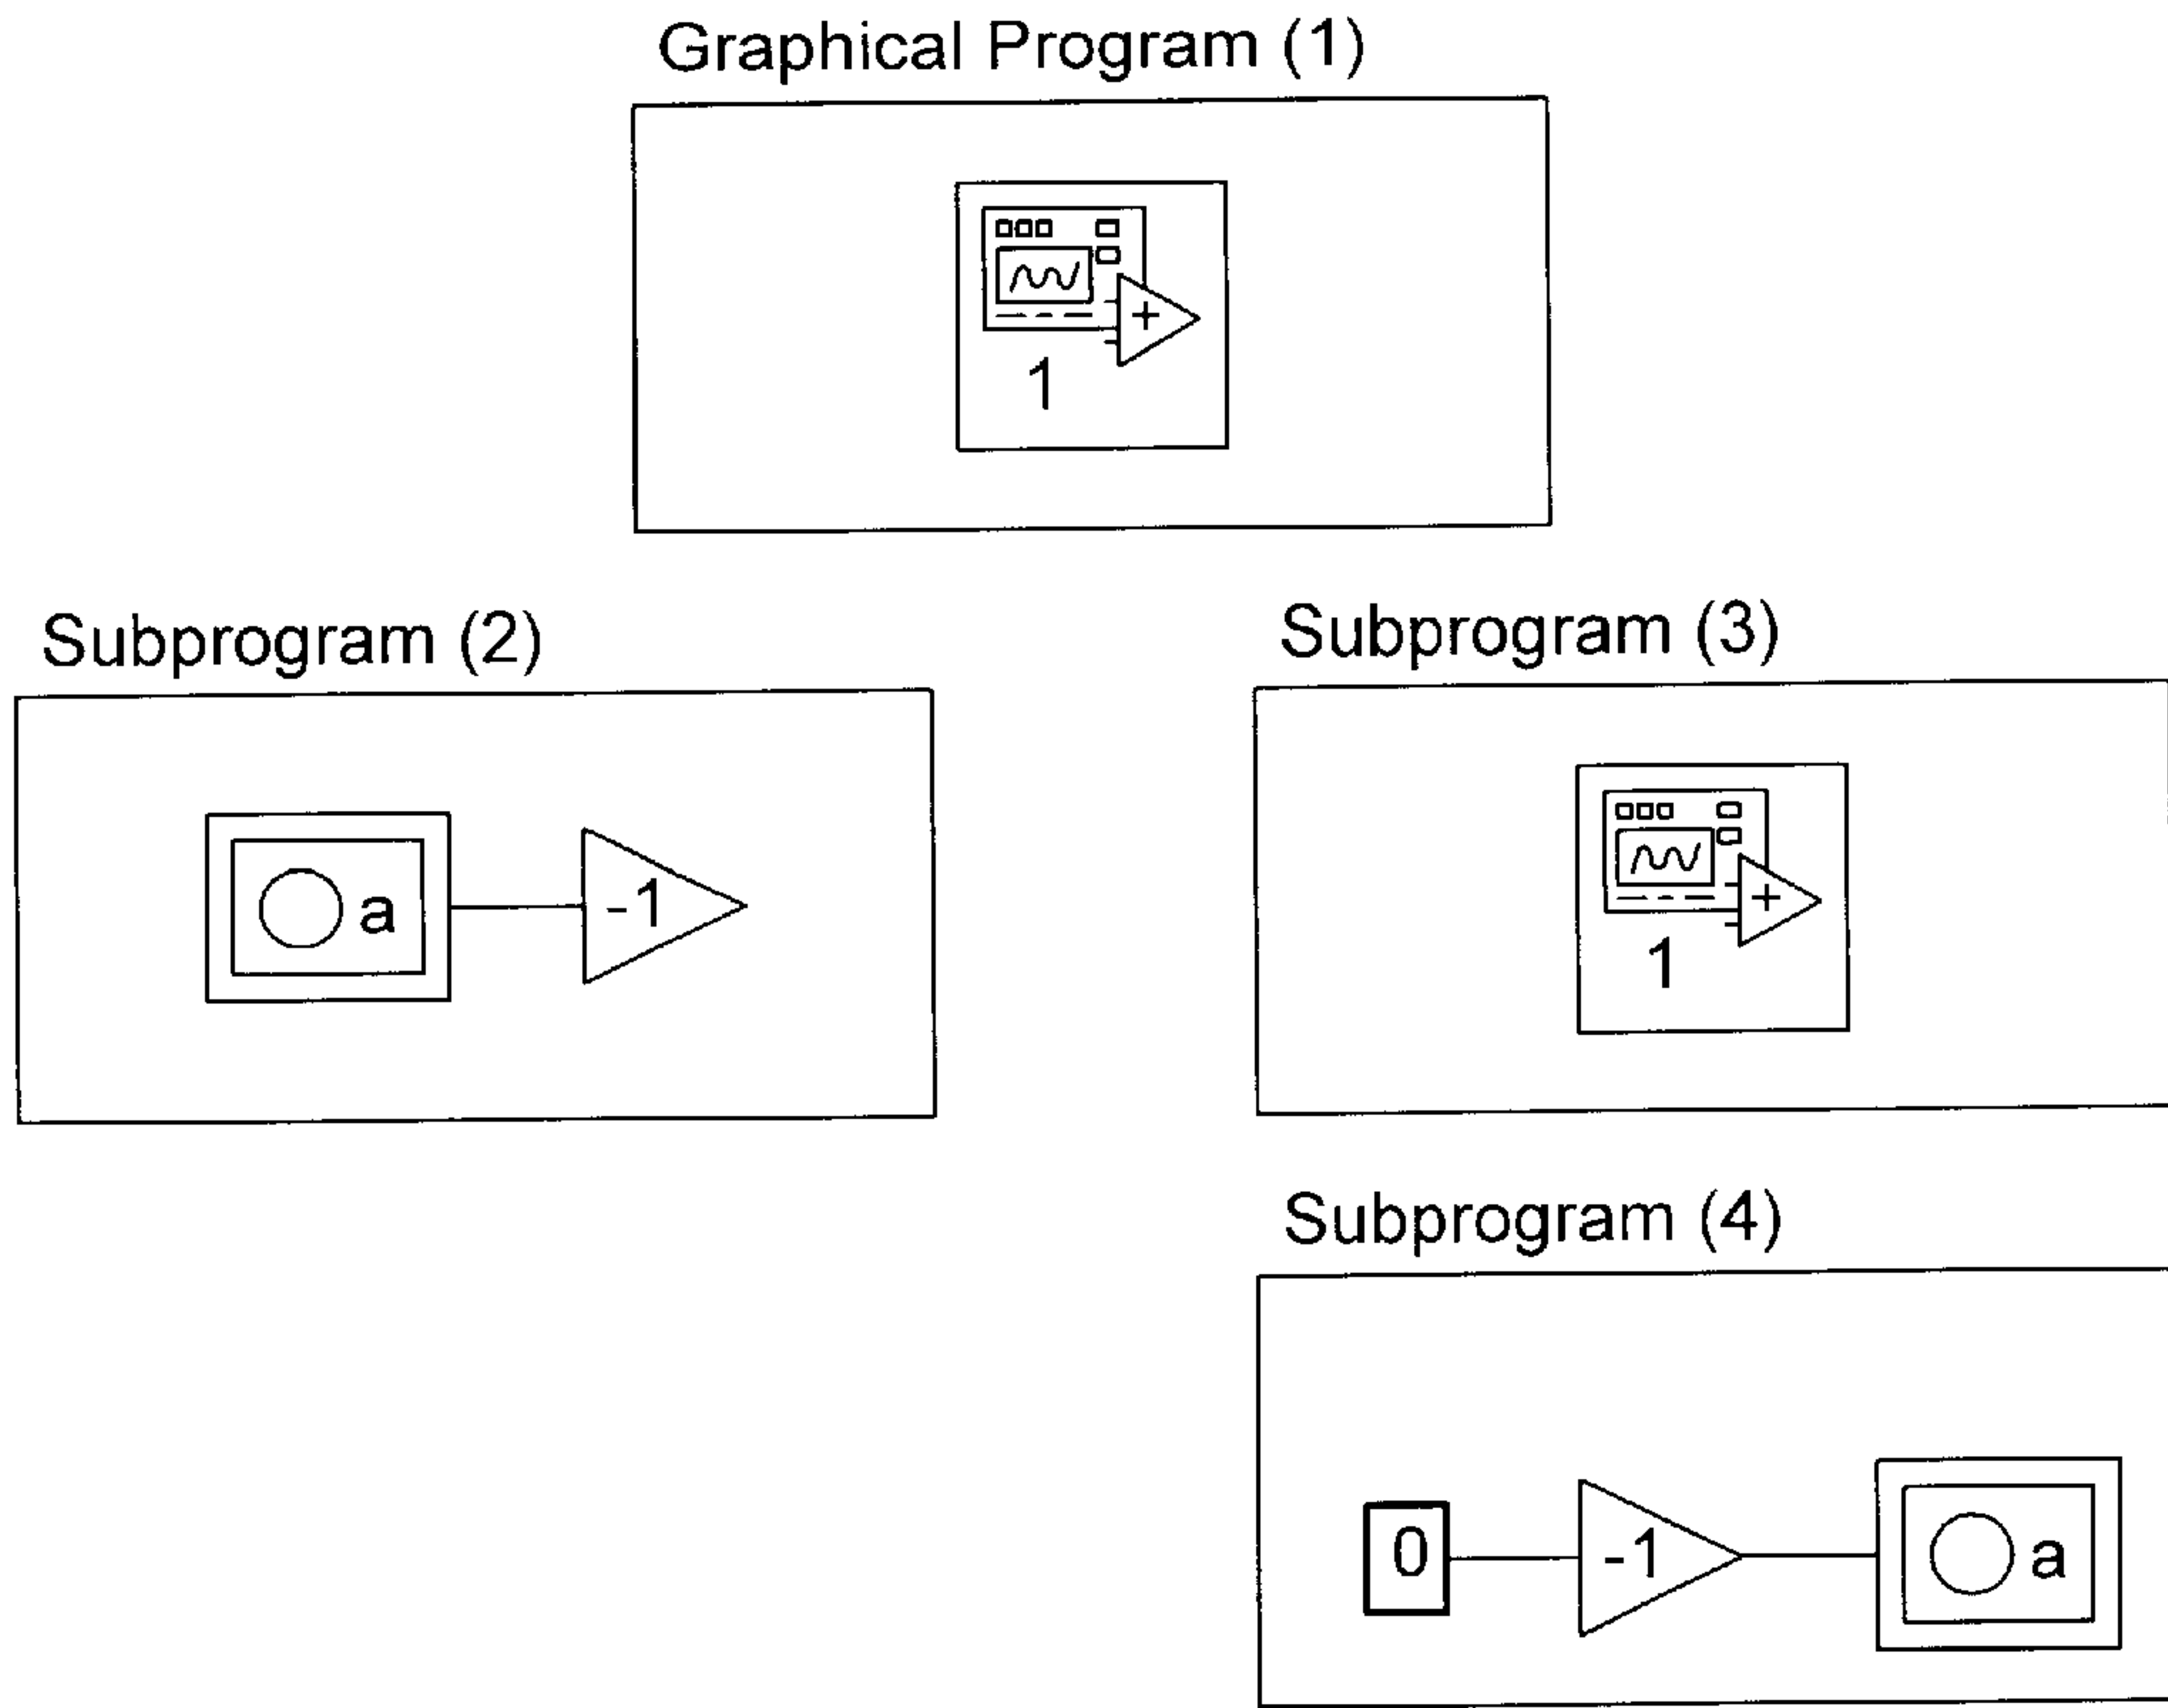 Graphical Program (1)
+
1
Subprogram (2)
a
-1
Subprogram (3)
+
1
Subprogram (4)
0
-1
a